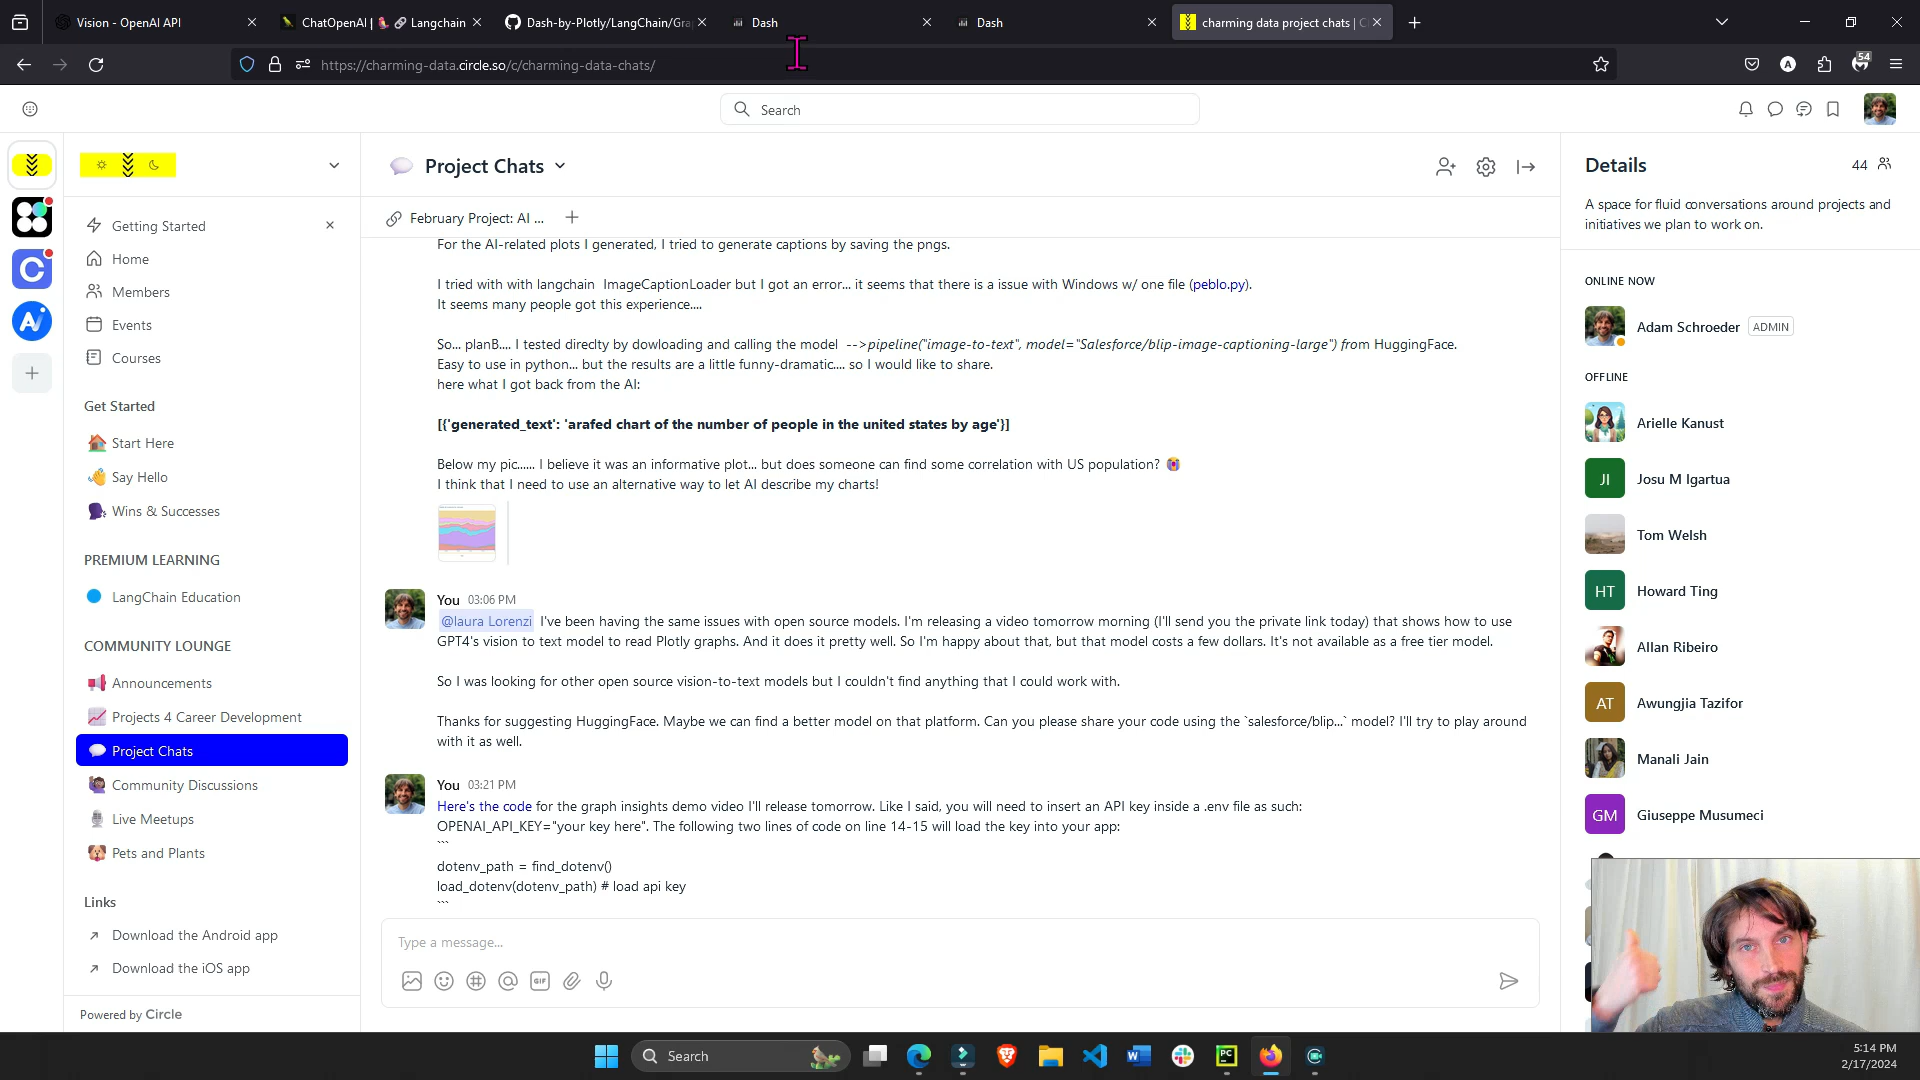 Vision - OpenAI API
ChatOpenAI | 🦜️🔗 Langchain
Dash-by-Plotly/LangChain/Gra
Dash
Dash
charming data project chats | C
https://charming-data.circle.so/c/charming-data-chats/
A
54
Search
Project Chats
Details
44
A space for fluid conversations around projects and
initiatives we plan to work on.
Getting Started
Home
Members
Events
Courses
Get Started
Start Here
Say Hello
Wins & Successes
PREMIUM LEARNING
LangChain Education
COMMUNITY LOUNGE
Announcements
Projects 4 Career Development
Project Chats
Community Discussions
Live Meetups
Pets and Plants
Links
Download the Android app
Download the iOS app
Powered by Circle
February Project: AI ...
For the AI-related plots I generated, I tried to generate captions by saving the pngs.
I tried with with langchain ImageCaptionLoader but I got an error... it seems that there is a issue with Windows w/ one file (peblo.py).
It seems many people got this experience....
So... planB.... I tested direclty by dowloading and calling the model -->pipeline("image-to-text", model="Salesforce/blip-image-captioning-large") from HuggingFace.
Easy to use in python... but the results are a little funny-dramatic.... so I would like to share.
here what I got back from the AI:
[{'generated_text': 'arafed chart of the number of people in the united states by age'}]
Below my pic...... I believe it was an informative plot... but does someone can find some correlation with US population?
I think that I need to use an alternative way to let AI describe my charts!
You 03:06 PM
@laura Lorenzi I've been having the same issues with open source models. I'm releasing a video tomorrow morning (I'll send you the private link today) that shows how to use
GPT4's vision to text model to read Plotly graphs. And it does it pretty well. So I'm happy about that, but that model costs a few dollars. It's not available as a free tier model.
So I was looking for other open source vision-to-text models but I couldn't find anything that I could work with.
Thanks for suggesting HuggingFace. Maybe we can find a better model on that platform. Can you please share your code using the `salesforce/blip...` model? I'll try to play around
with it as well.
You 03:21 PM
Here's the code for the graph insights demo video I'll release tomorrow. Like I said, you will need to insert an API key inside a .env file as such:
OPENAI_API_KEY="your key here". The following two lines of code on line 14-15 will load the key into your app:
```
dotenv_path = find_dotenv()
load_dotenv(dotenv_path) # load api key
```
Type a message...
GIF
ONLINE NOW
Adam Schroeder ADMIN
OFFLINE
Arielle Kanust
JI Josu M Igartua
Tom Welsh
HT Howard Ting
Allan Ribeiro
AT Awungjia Tazifor
Manali Jain
GM Giuseppe Musumeci
Search
5:14 PM
2/17/2024